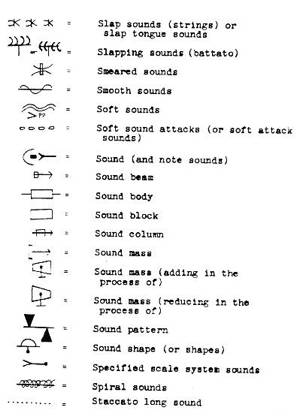 = Slap sounds (strings) or
slap tongue sounds
= Slapping sounds (battato)
= Smeared sounds
= Smooth sounds
> PP = Soft sounds
= Soft sound attacks (or soft attack
sounds)
= Sound (and note sounds)
= Sound beam
= Sound body
= Sound block
= Sound column
= Sound mass
= Sound mass (adding in the
process of)
= Sound mass (reducing in the
process of)
= Sound pattern
= Sound shape (or shapes)
= Specified scale system sounds
= Spiral sounds
= Staccato long sound